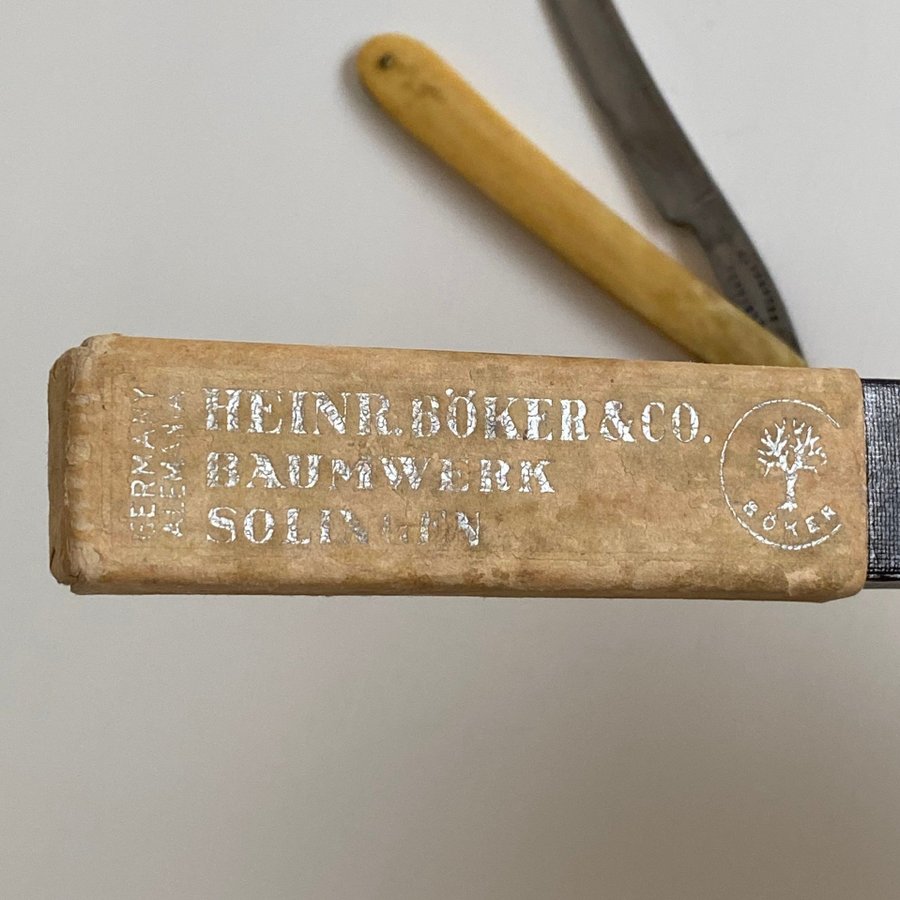 HEINR. BÖKER & CO.
BAUMWERK
SOLINGEN
GERMANY
ALEMANIA
BÖKER